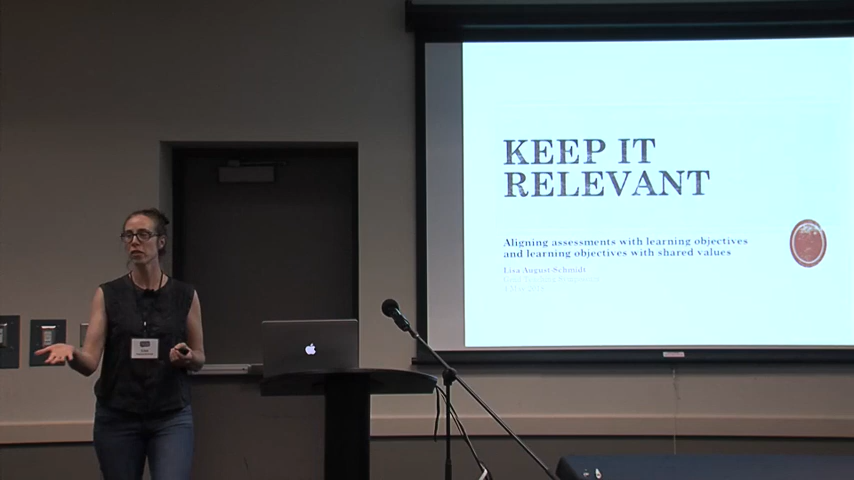 KEEP IT
RELEVANT
Aligning assessments with learning objectives
and learning objectives with shared values
Lisa August-Schmidt